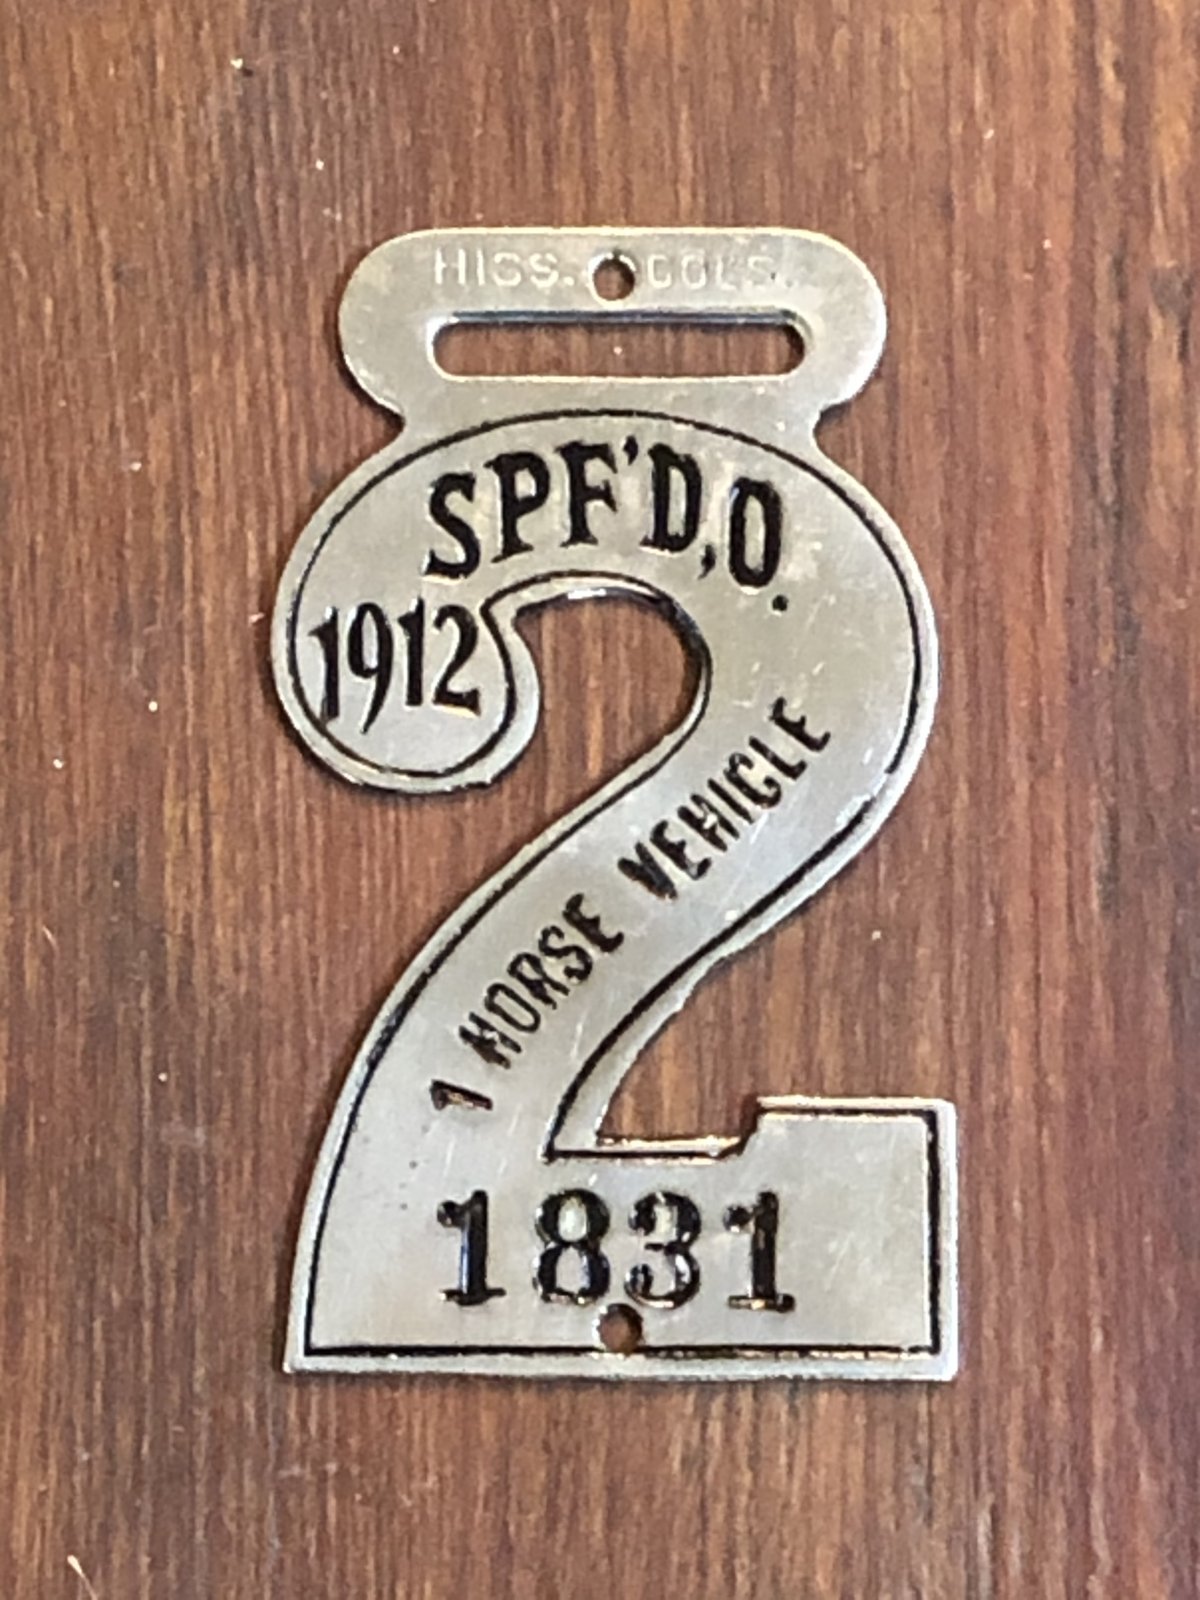 HISS. COLS.
SPF'D, O.
1912
1 HORSE VEHICLE
1831